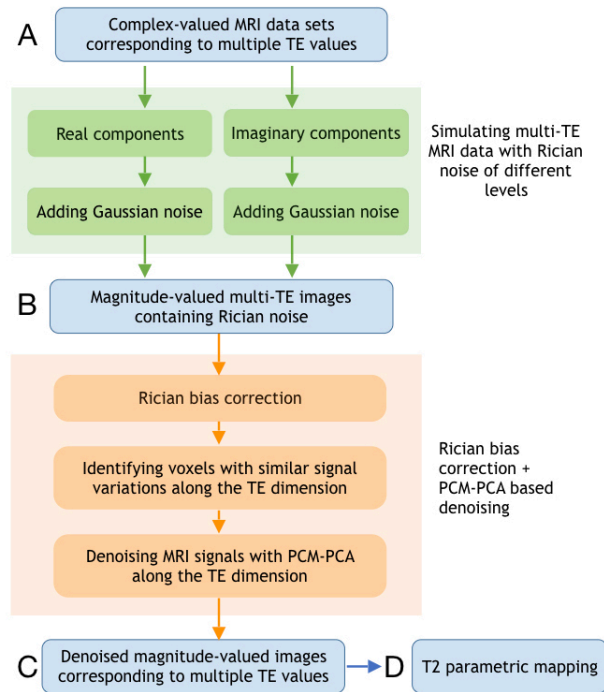 A
Complex-valued MRI data sets
corresponding to multiple TE values
Real components
Imaginary components
Adding Gaussian noise
Adding Gaussian noise
Simulating multi-TE
MRI data with Rician
noise of different
levels
B
Magnitude-valued multi-TE images
containing Rician noise
Rician bias correction
Identifying voxels with similar signal
variations along the TE dimension
Denoising MRI signals with PCM-PCA
along the TE dimension
Rician bias
correction +
PCM-PCA based
denoising
C
Denoised magnitude-valued images
corresponding to multiple TE values
D
T2 parametric mapping